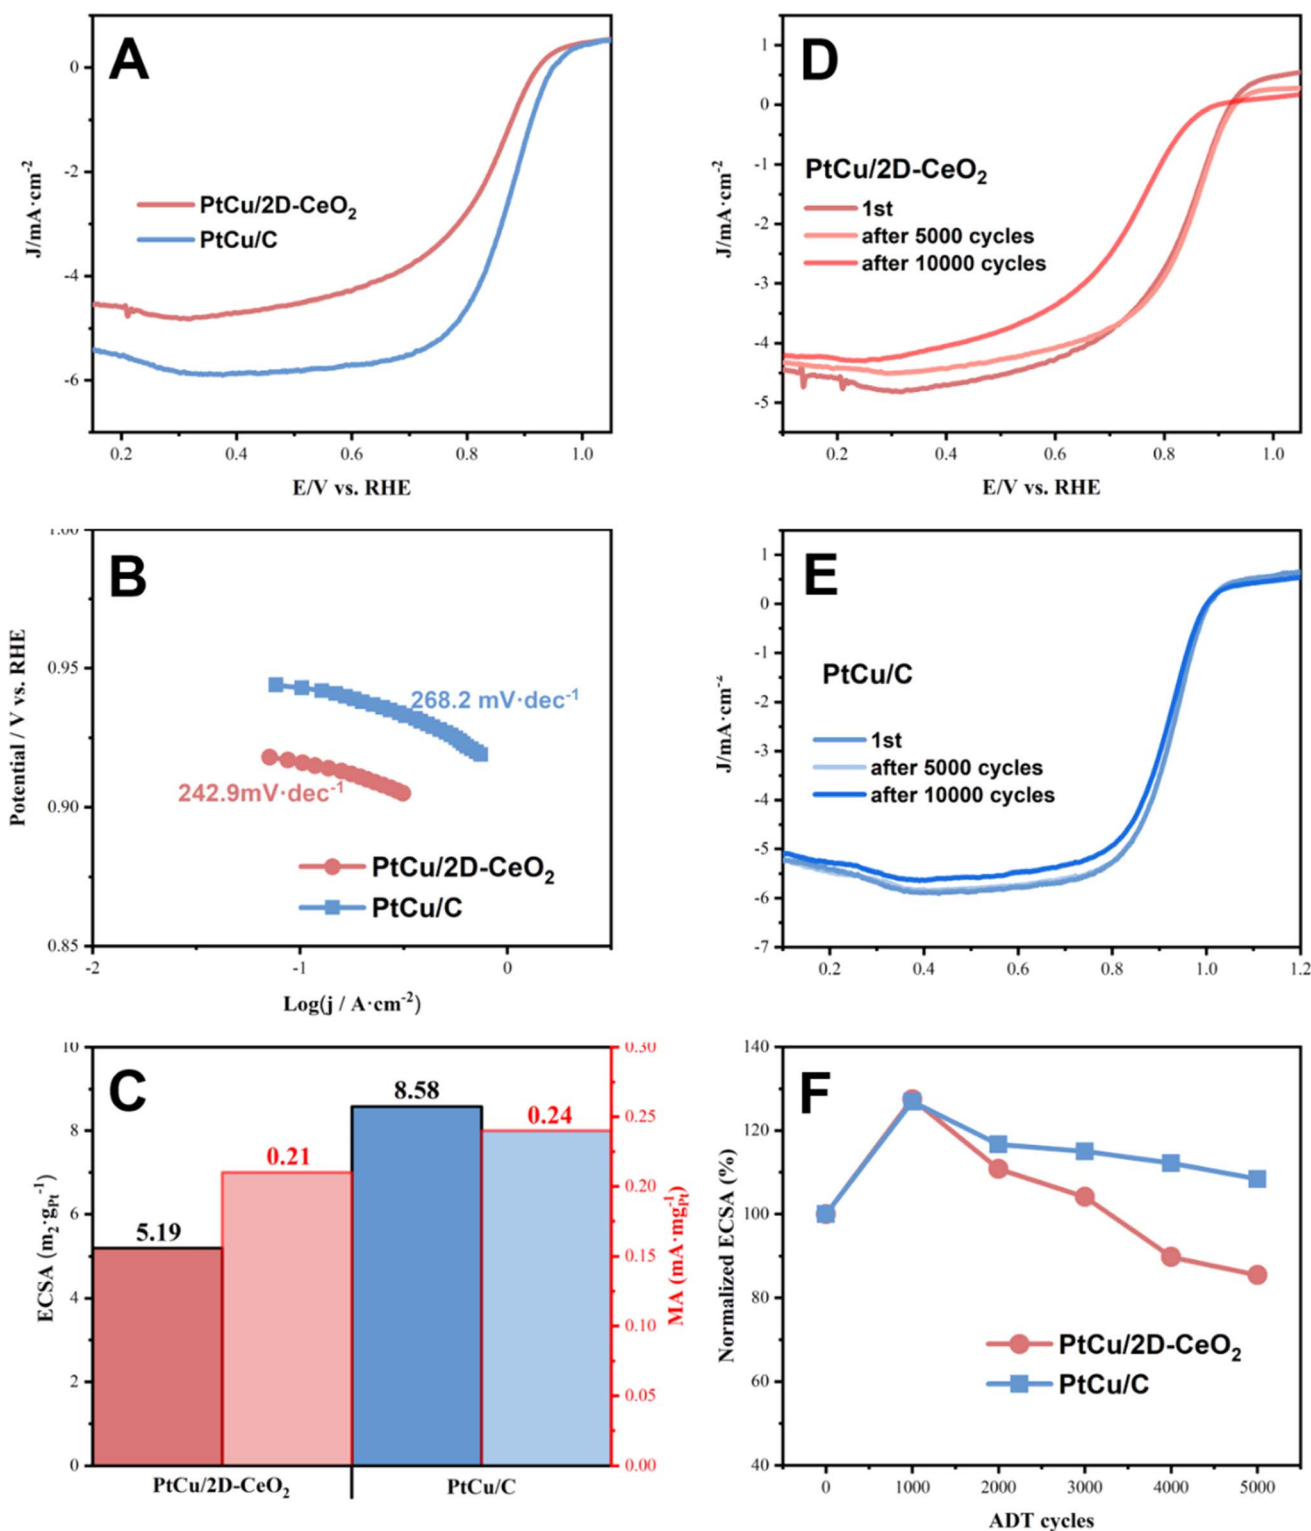 A
0
-2
-4
-6
J/mA·cm-2
PtCu/2D-CeO2
PtCu/C
0.2 0.4 0.6 0.8 1.0
E/V vs. RHE
D
1
0
-1
-2
-3
-4
-5
J/mA·cm-2
PtCu/2D-CeO2
1st
after 5000 cycles
after 10000 cycles
0.2 0.4 0.6 0.8 1.0
E/V vs. RHE
B
1.00
0.95
0.90
0.85
Potential / V vs. RHE
268.2 mV·dec-1
242.9mV·dec-1
PtCu/2D-CeO2
PtCu/C
-2 -1 0
Log(j / A·cm-2)
E
1
0
-1
-2
-3
-4
-5
-6
-7
J/mA·cm-2
PtCu/C
1st
after 5000 cycles
after 10000 cycles
0.2 0.4 0.6 0.8 1.0 1.2
C
10
8
6
4
2
0
ECSA (m2·gPt-1)
5.19
0.21
8.58
0.24
0.30
0.25
0.20
0.15
0.10
0.05
0.00
MA (mA·mgPt-1)
PtCu/2D-CeO2
PtCu/C
F
140
120
100
80
60
40
Normalized ECSA (%)
PtCu/2D-CeO2
PtCu/C
0 1000 2000 3000 4000 5000
ADT cycles